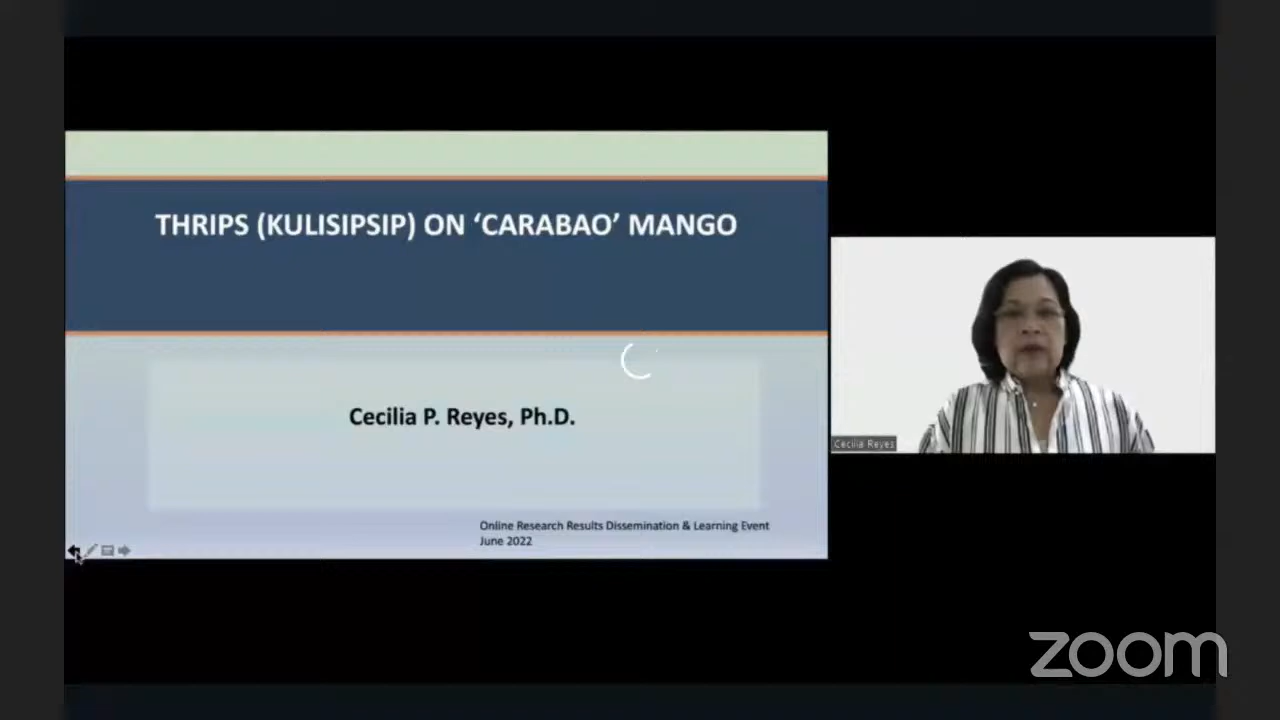 THRIPS (KULISIPSIP) ON ‘CARABAO’ MANGO
Cecilia P. Reyes, Ph.D.
Online Research Results Dissemination & Learning Event
June 2022
Cecilia Reyes
zoom